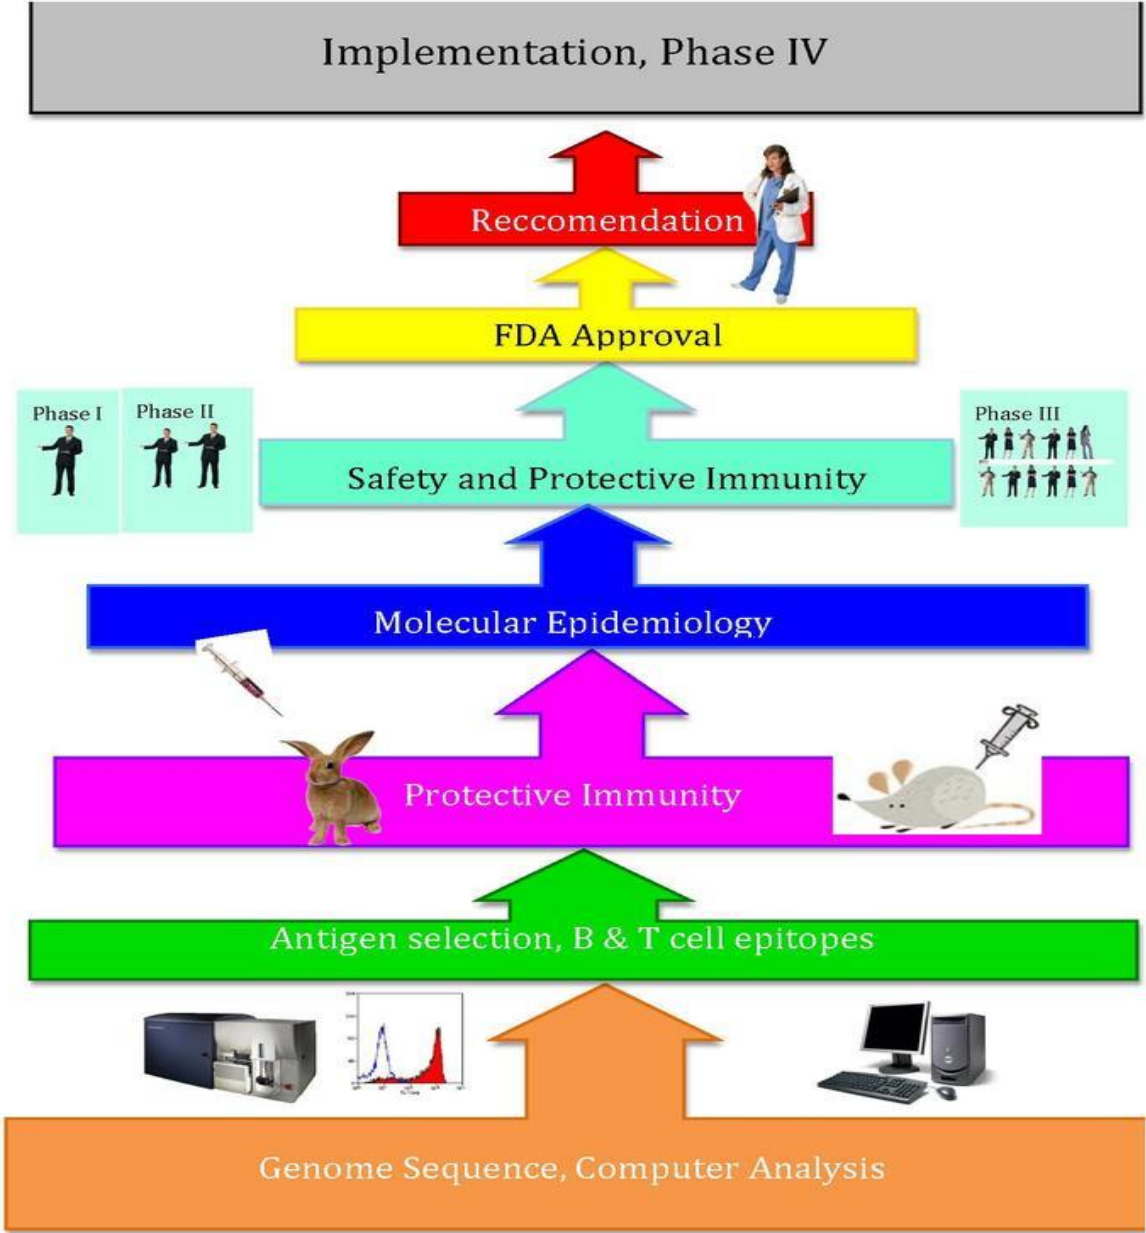 Implementation, Phase IV
Reccomendation
FDA Approval
Phase I
Phase II
Phase III
Safety and Protective Immunity
Molecular Epidemiology
Protective Immunity
Antigen selection, B & T cell epitopes
Genome Sequence, Computer Analysis